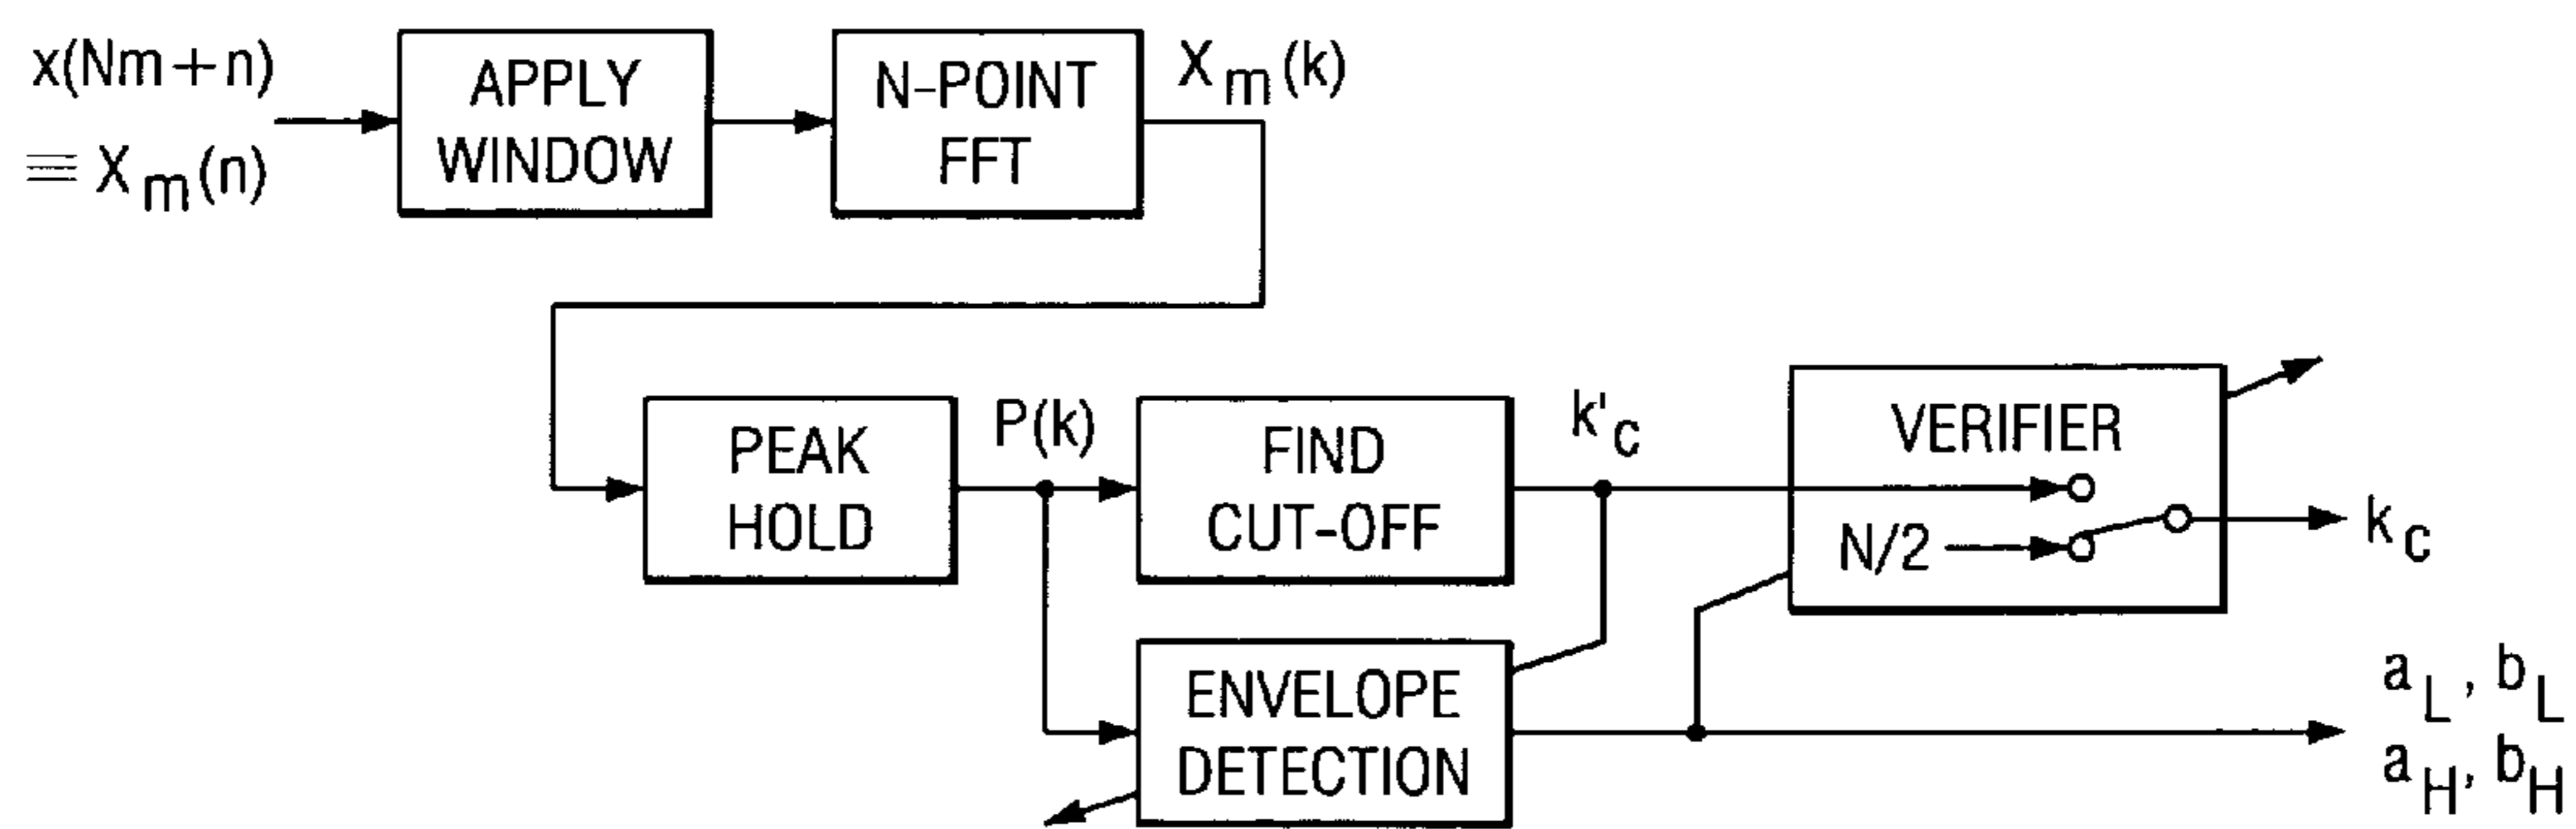 x(Nm+n)
≡ X m (n)
APPLY
WINDOW
N-POINT
FFT
X m (k)
PEAK
HOLD
P(k)
FIND
CUT-OFF
k'c
VERIFIER
N/2
kc
ENVELOPE
DETECTION
aL, bL
aH, bH